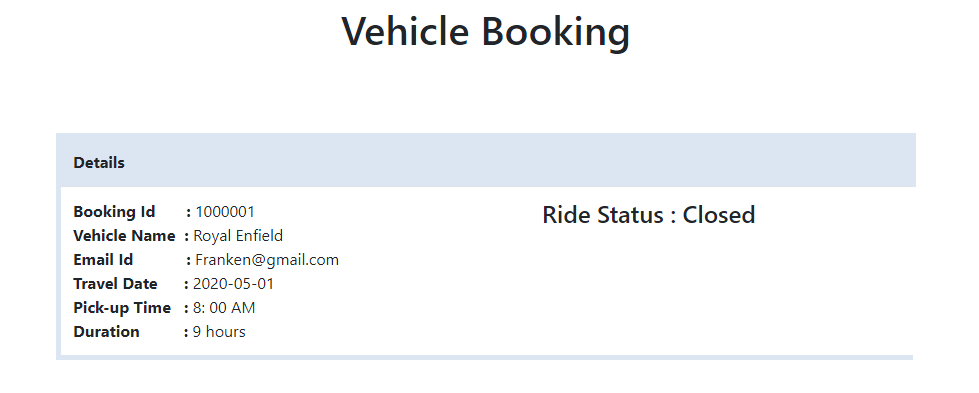 Vehicle Booking
Details
Booking Id : 1000001
Vehicle Name : Royal Enfield
Email Id : Franken@gmail.com
Travel Date : 2020-05-01
Pick-up Time : 8: 00 AM
Duration : 9 hours
Ride Status : Closed